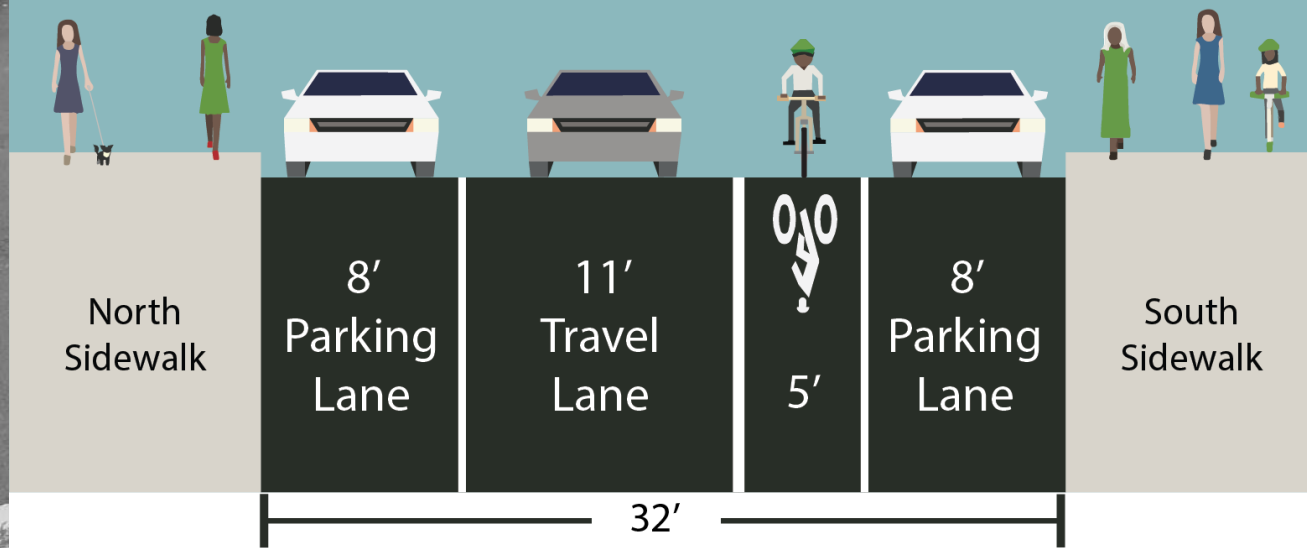 North
Sidewalk
8′
Parking
Lane
11′
Travel
Lane
5′
8′
Parking
Lane
South
Sidewalk
32′